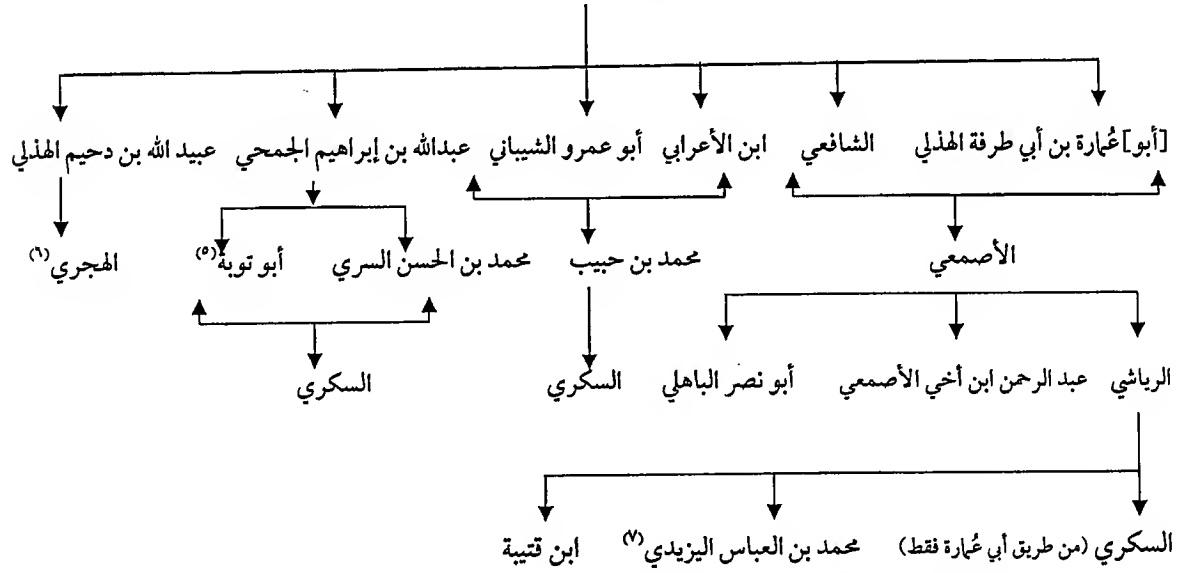 [أبو] عُمارة بن أبي طرفة الهذلي الشافعي ابن الأعرابي أبو عمرو الشيباني عبدالله بن إبراهيم الجمحي عبيد الله بن دحيم الهذلي
الأصمعي محمد بن حبيب محمد بن الحسن السري أبو توبة(٥) الهجري(٦)
الرياشي عبد الرحمن ابن أخي الأصمعي أبو نصر الباهلي السكري السكري
السكري (من طريق أبي عُمارة فقط) محمد بن العباس اليزيدي(٧) ابن قتيبة